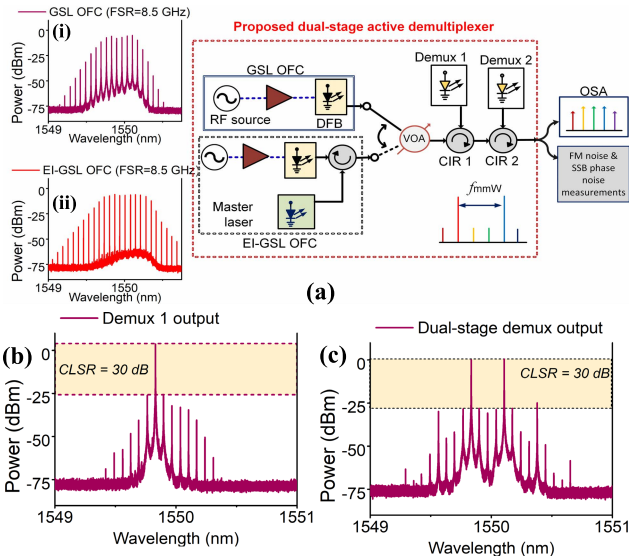 GSL OFC (FSR=8.5 GHz)
(i)
0
-25
-50
-75
Power (dBm)
1549
1550
Wavelength (nm)
EI-GSL OFC (FSR=8.5 GHz)
(ii)
0
-25
-50
-75
Power (dBm)
1549
1550
Wavelength (nm)
Proposed dual-stage active demultiplexer
GSL OFC
RF source
DFB
Master
laser
EI-GSL OFC
VOA
Demux 1
Demux 2
CIR 1
CIR 2
OSA
FM noise &
SSB phase
noise
measurements
fmmW
(a)
Demux 1 output
(b)
CLSR = 30 dB
0
-25
-50
-75
Power (dBm)
1549
1550
1551
Wavelength (nm)
Dual-stage demux output
(c)
CLSR = 30 dB
0
-25
-50
-75
Power (dBm)
1549
1550
1551
Wavelength (nm)